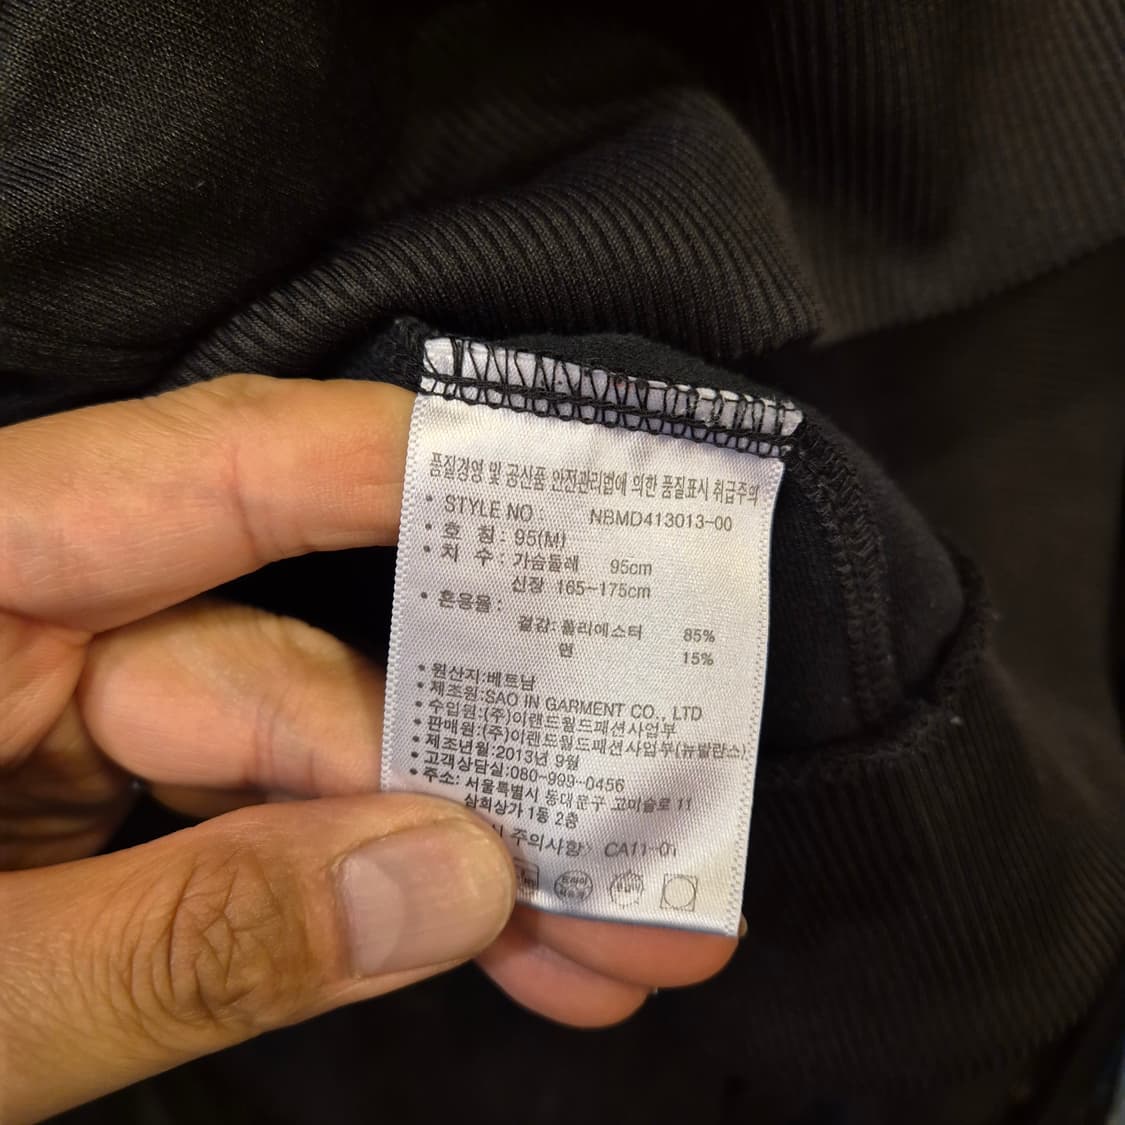 품질경영 및 공산품 안전관리법에 의한 품질표시 취급주의
• STYLE NO : NBMD413013-00
• 호 칭 : 95(M)
• 치 수 : 가슴둘레 95cm
신장 165-175cm
• 혼용율 :
겉감: 폴리에스터 85%
면 15%
• 원산지:베트남
• 제조원:SAO IN GARMENT CO., LTD
• 수입원:(주)이랜드월드패션사업부
• 판매원:(주)이랜드월드패션사업부(뉴발란스)
• 제조년월:2013년 9월
• 고객상담실:080-999-0456
• 주소: 서울특별시 동대문구 고미술로 11
삼희상가 1동 2층
주의사항> CA11-01
드라이